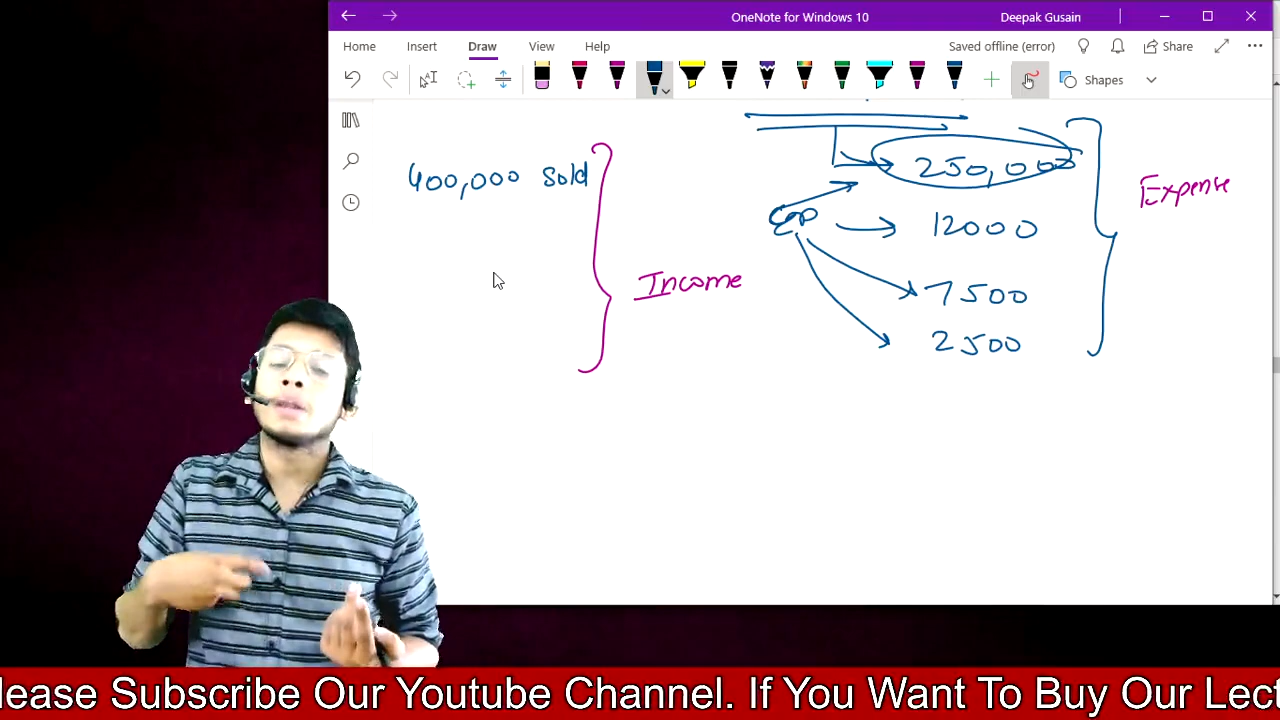 OneNote for Windows 10
Deepak Gusain
Home Insert Draw View Help
Saved offline (error)
Share
Shapes
400,000 Sold
Income
250,000
12000
7500
2500
Expense
lease Subscribe Our Youtube Channel. If You Want To Buy Our Lect